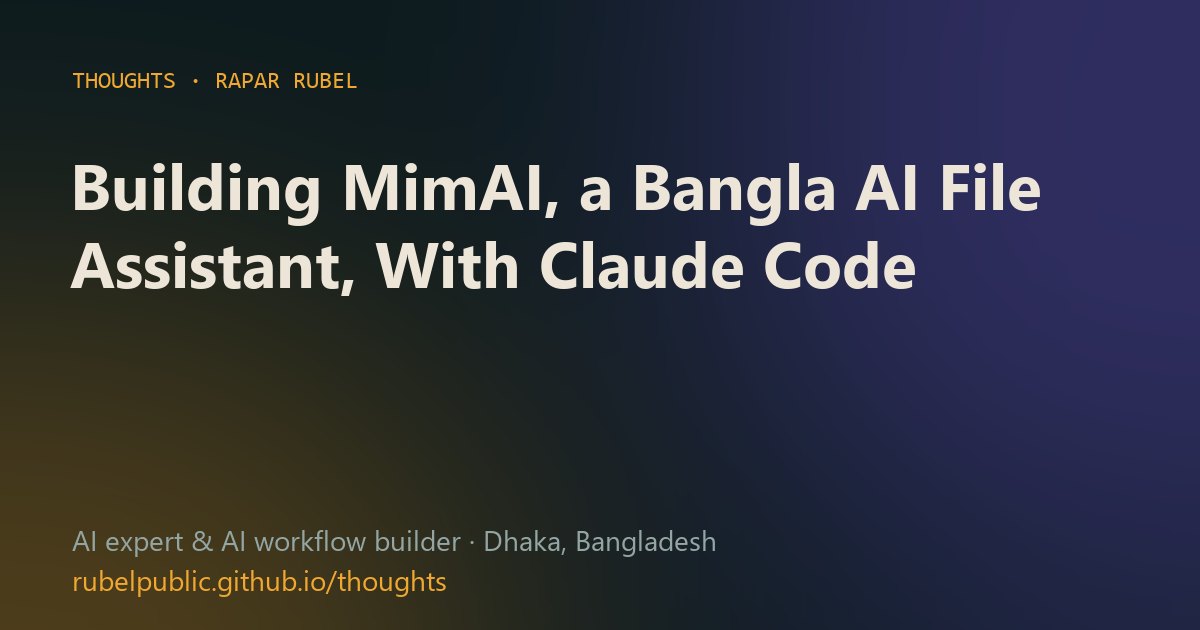 THOUGHTS · RAPAR RUBEL
Building MimAI, a Bangla AI File
Assistant, With Claude Code
AI expert & AI workflow builder · Dhaka, Bangladesh
rubelpublic.github.io/thoughts